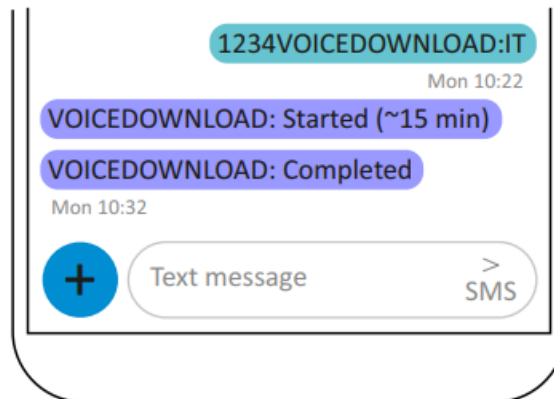 1234VOICEDOWNLOAD:IT
Mon 10:22
VOICEDOWNLOAD: Started (~15 min)
VOICEDOWNLOAD: Completed
Mon 10:32
+
Text message
>
SMS